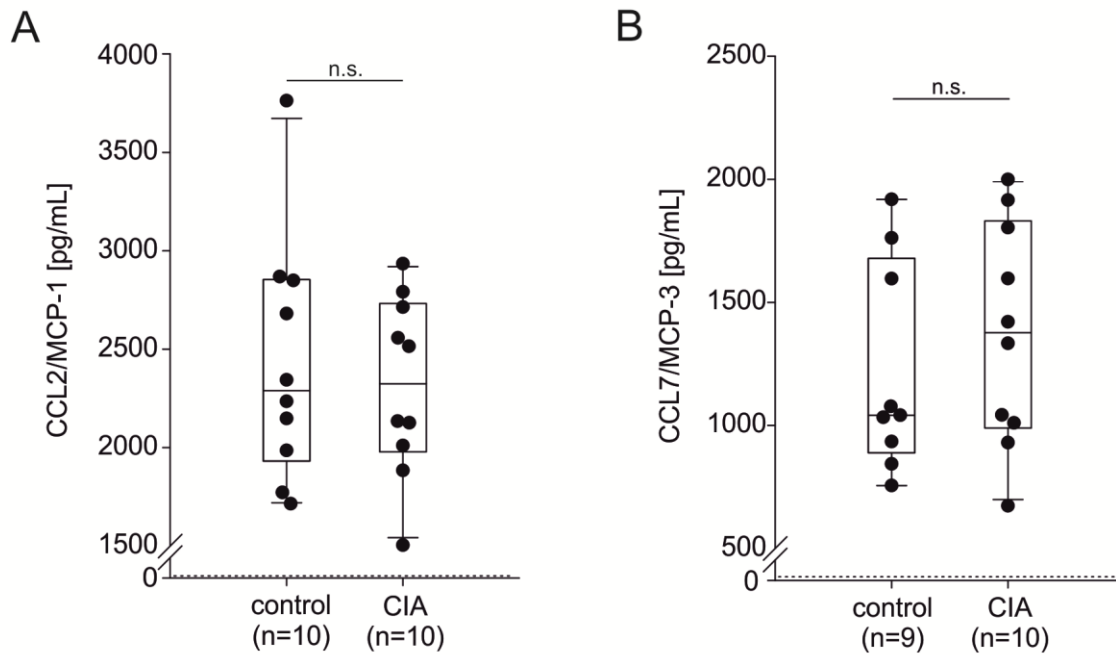 A
CCL2/MCP-1 [pg/mL]
4000
3500
3000
2500
2000
1500
0
n.s.
control
(n=10)
CIA
(n=10)
B
CCL7/MCP-3 [pg/mL]
2500
2000
1500
1000
500
0
n.s.
control
(n=9)
CIA
(n=10)